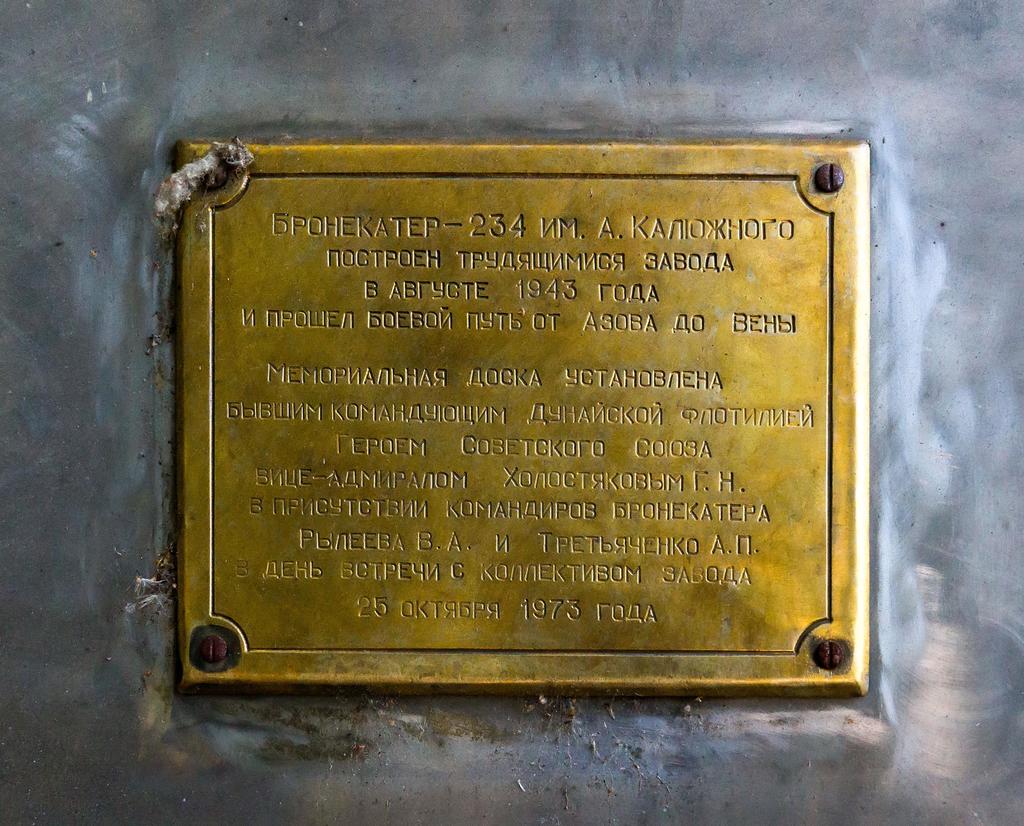 Бронекатер-234 им. А. Калюжного
построен трудящимися завода
в августе 1943 года
и прошел боевой путь от Азова до Вены
Мемориальная доска установлена
бывшим командующим Дунайской флотилией
Героем Советского Союза
вице-адмиралом Холостяковым Г. Н.
в присутствии командиров бронекатера
Рылеева В. А. и Третьяченко А. П.
в день встречи с коллективом завода
25 октября 1973 года